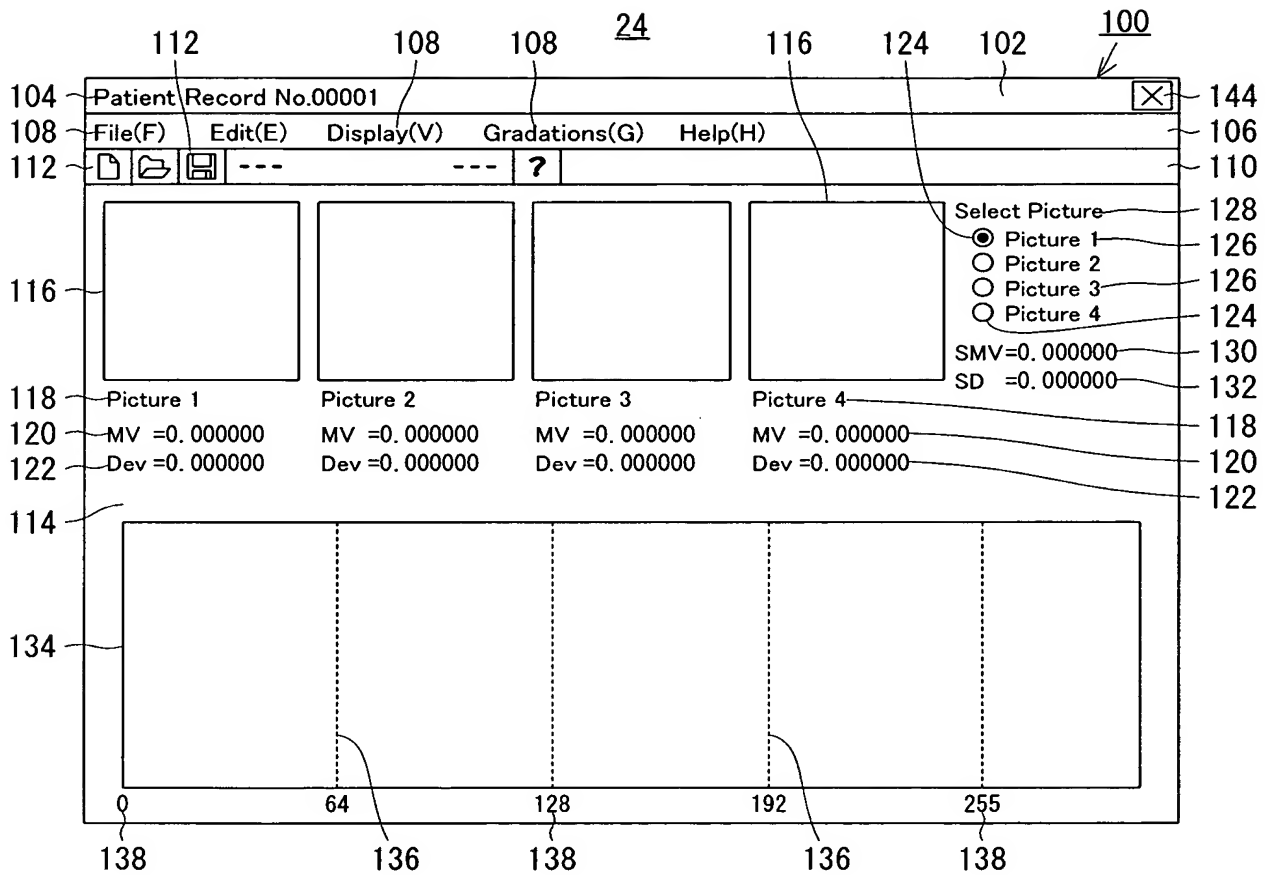 24
100
112 108 108 116 124 102
104 Patient Record No.00001 144
108 File(F) Edit(E) Display(V) Gradations(G) Help(H) 106
112 --- --- ? 110
Select Picture 128
Picture 1 126
Picture 2
116 Picture 3 126
Picture 4 124
SMV=0.000000 130
SD =0.000000 132
118 Picture 1 Picture 2 Picture 3 Picture 4 118
120 MV =0.000000 MV =0.000000 MV =0.000000 MV =0.000000 120
122 Dev =0.000000 Dev =0.000000 Dev =0.000000 Dev =0.000000 122
114
134
0 64 128 192 255
138 136 138 136 138